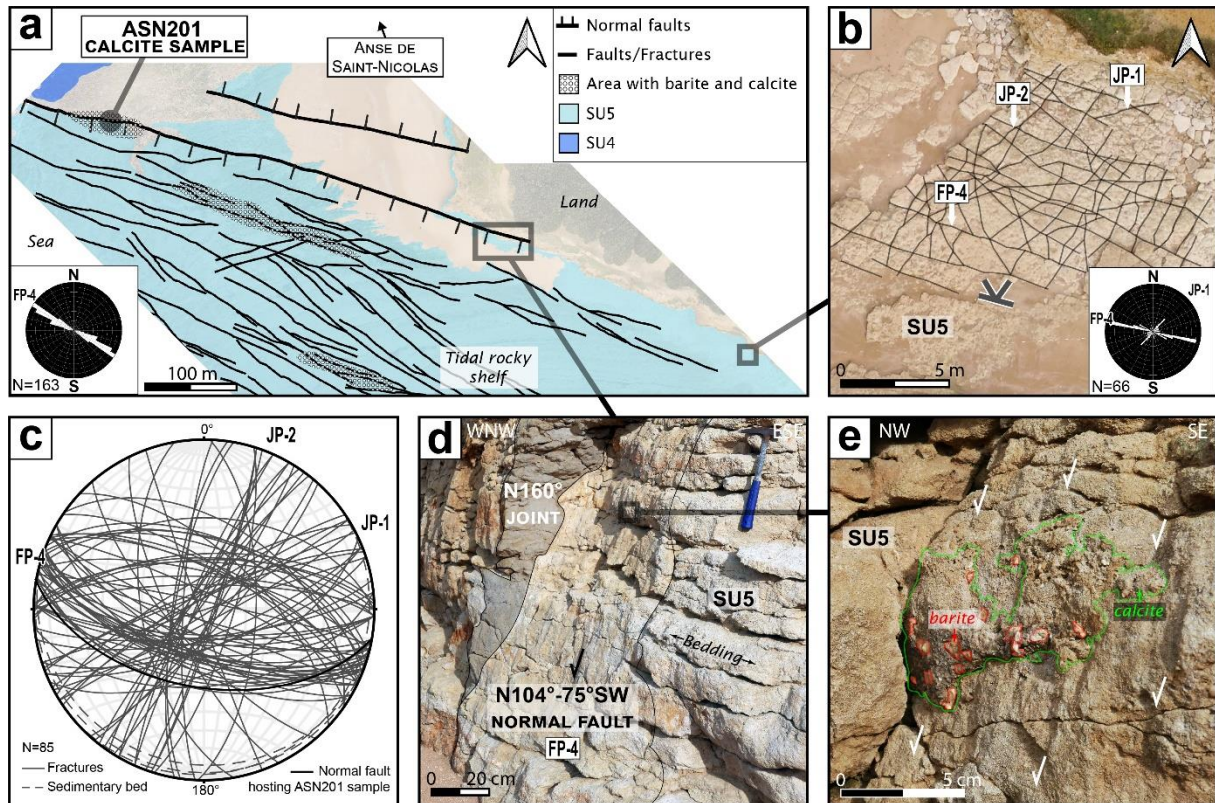 a
ASN201
CALCITE SAMPLE
ANSE DE
SAINT-NICOLAS
Normal faults
Faults/Fractures
Area with barite and calcite
SU5
SU4
Land
Sea
Tidal rocky
shelf
N
FP-4
S
N=163
100 m
b
JP-1
JP-2
FP-4
SU5
0
5 m
N
JP-1
FP-4
S
N=66
c
0°
JP-2
JP-1
FP-4
N=85
Fractures
Sedimentary bed
180°
Normal fault
hosting ASN201 sample
d
WNW
ESE
N160°
JOINT
SU5
Bedding
N104°-75°SW
NORMAL FAULT
FP-4
0
20 cm
e
NW
SE
SU5
barite
calcite
0
5 cm